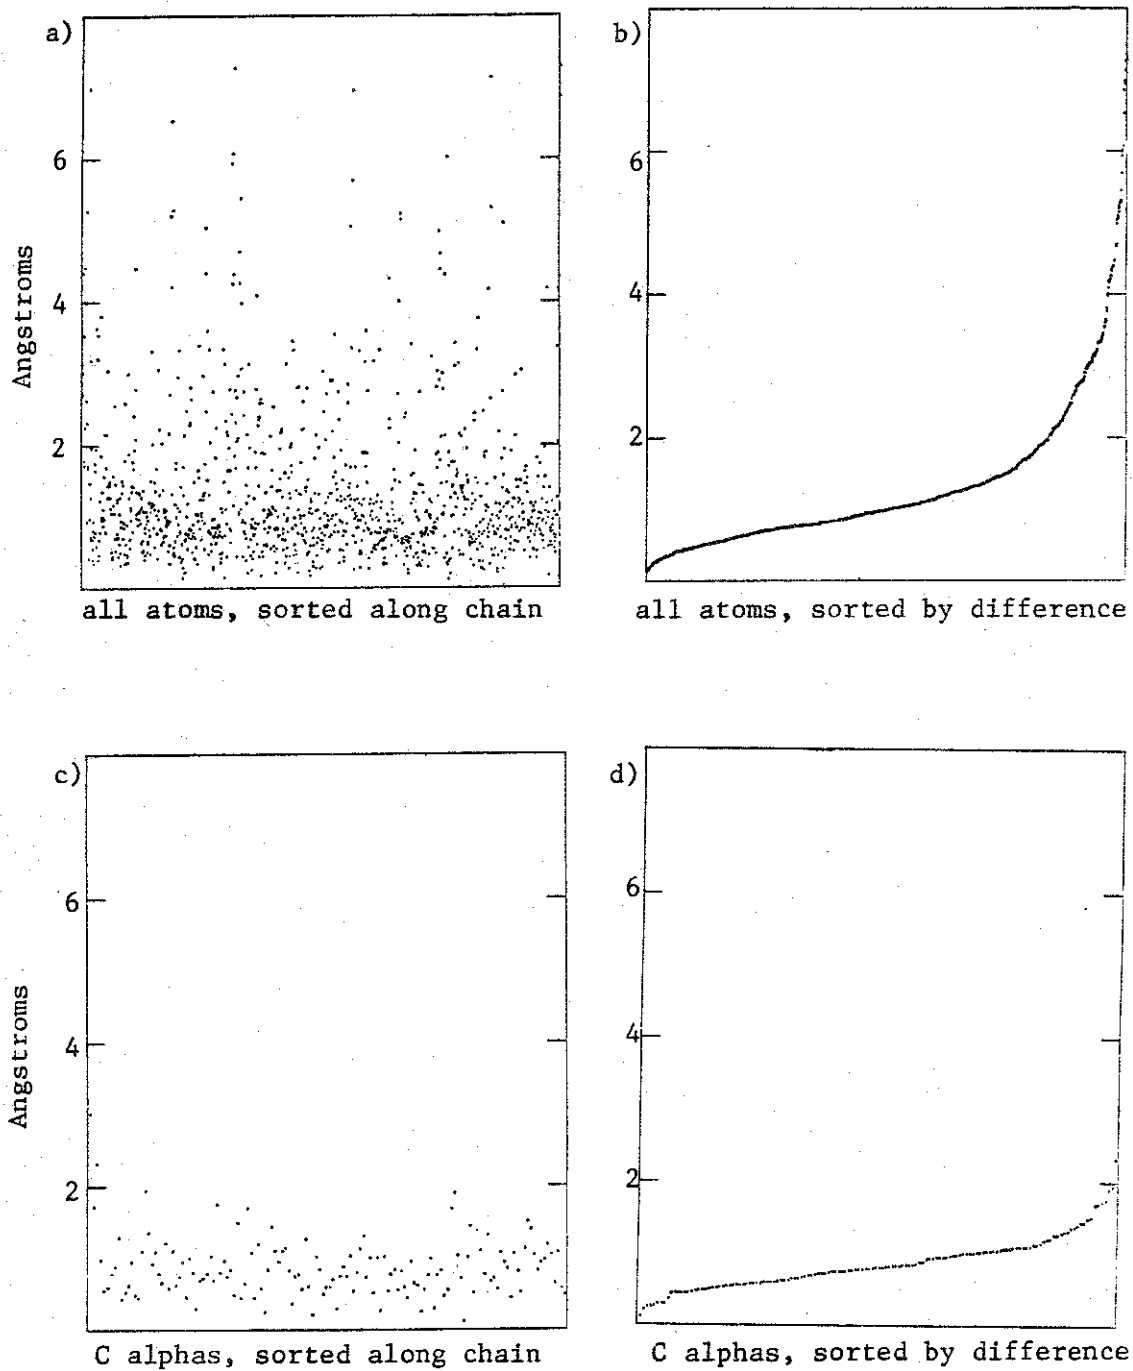 a)
6
4
2
Angstroms
all atoms, sorted along chain
b)
6
4
2
all atoms, sorted by difference
c)
6
4
2
Angstroms
C alphas, sorted along chain
d)
6
4
2
C alphas, sorted by difference